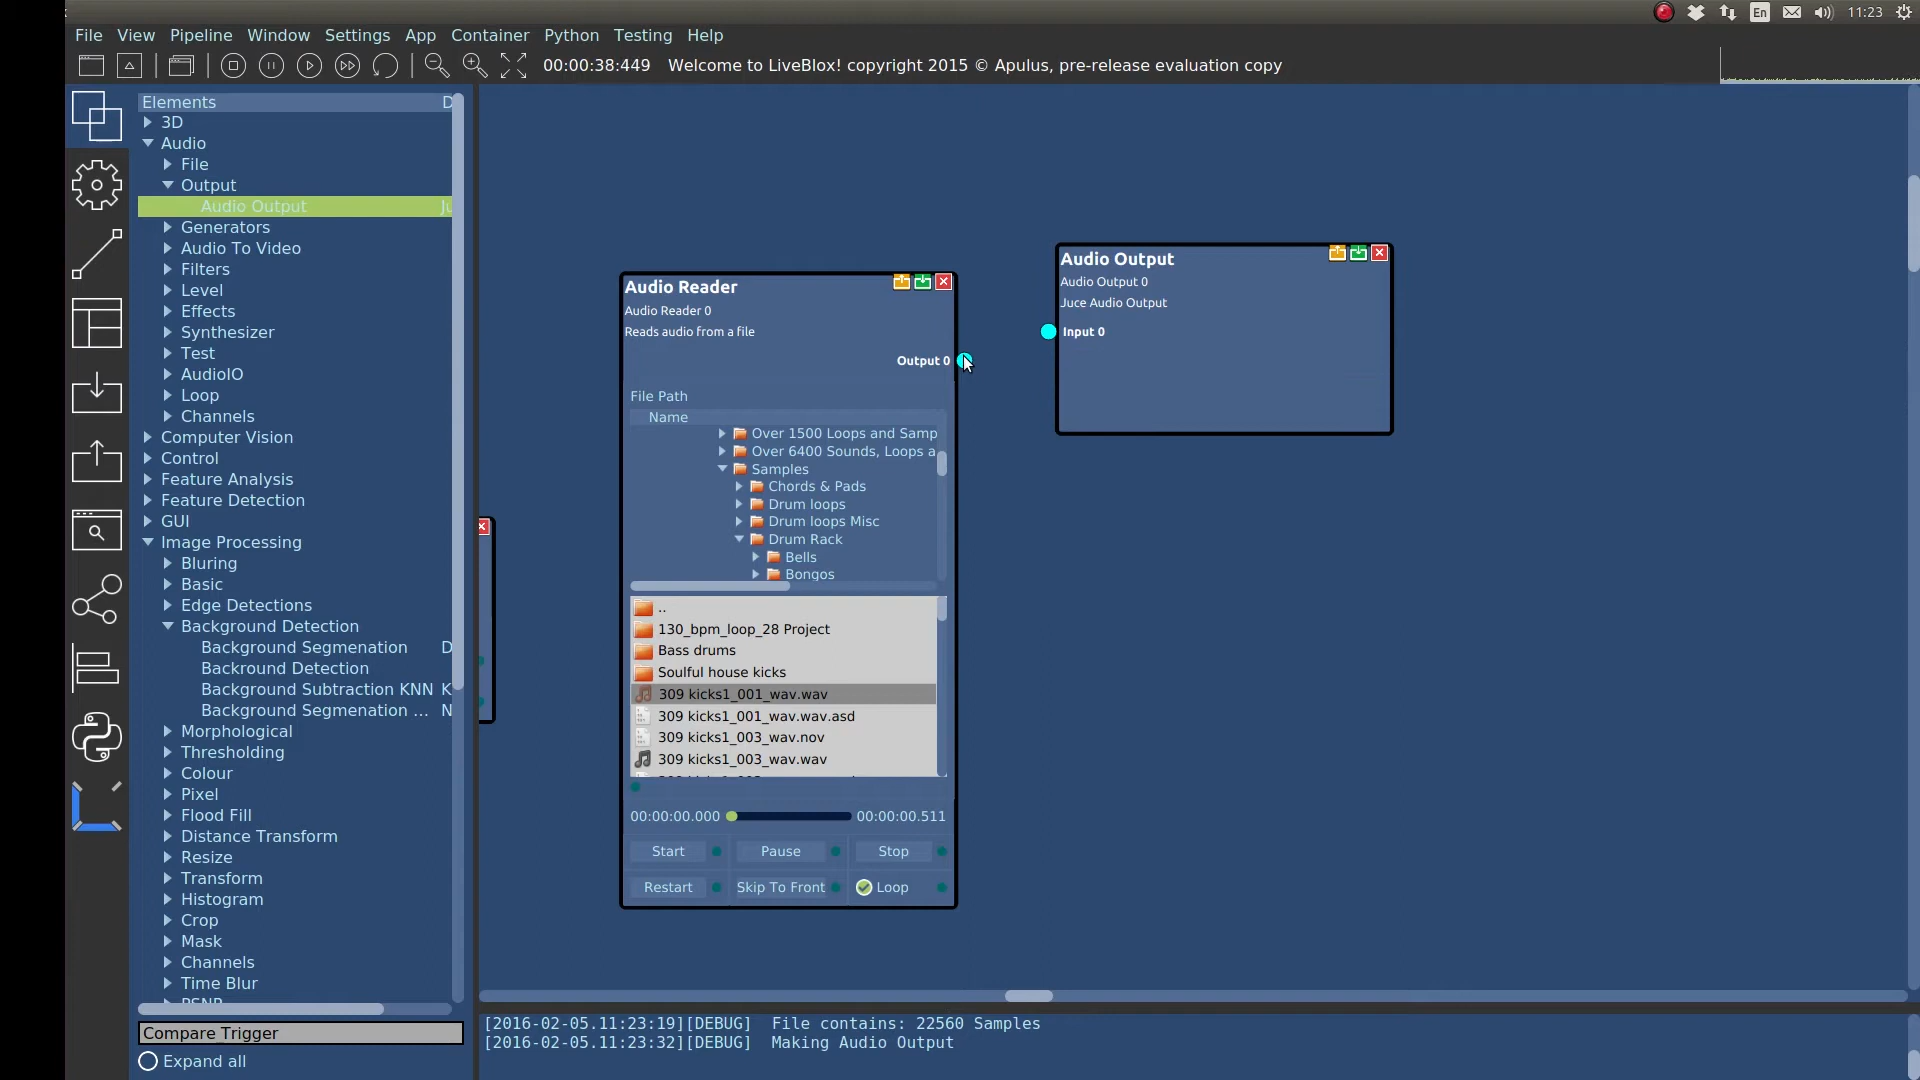 En
11:23
File View Pipeline Window Settings App Container Python Testing Help
00:00:38:449 Welcome to LiveBlox! copyright 2015 © Apulus, pre-release evaluation copy
Elements D
3D
Audio
File
Output
Audio Output
Generators
Audio To Video
Filters
Level
Effects
Synthesizer
Test
AudioIO
Loop
Channels
Computer Vision
Control
Feature Analysis
Feature Detection
GUI
Image Processing
Bluring
Basic
Edge Detections
Background Detection
Background Segmenation D
Backround Detection
Background Subtraction KNN K
Background Segmenation ... N
Morphological
Thresholding
Colour
Pixel
Flood Fill
Distance Transform
Resize
Transform
Histogram
Crop
Mask
Channels
Time Blur
Compare Trigger
Expand all
Audio Reader
Audio Reader 0
Reads audio from a file
Output 0
File Path
Name
Over 1500 Loops and Samp
Over 6400 Sounds, Loops a
Samples
Chords & Pads
Drum loops
Drum loops Misc
Drum Rack
Bells
Bongos
..
130_bpm_loop_28 Project
Bass drums
Soulful house kicks
309 kicks1_001_wav.wav
309 kicks1_001_wav.wav.asd
309 kicks1_003_wav.nov
309 kicks1_003_wav.wav
00:00:00.000 00:00:00.511
Start Pause Stop
Restart Skip To Front Loop
Audio Output
Audio Output 0
Juce Audio Output
Input 0
[2016-02-05.11:23:19][DEBUG] File contains: 22560 Samples
[2016-02-05.11:23:32][DEBUG] Making Audio Output